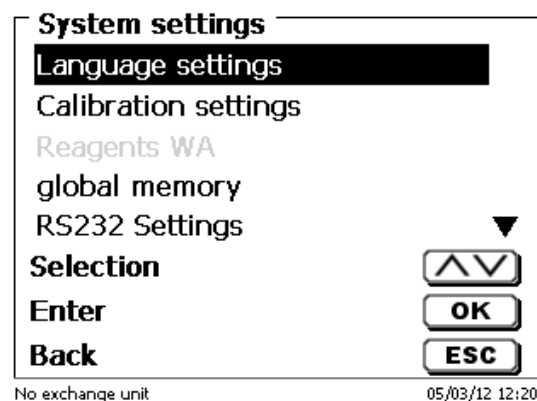 System settings
Language settings
Calibration settings
Reagents WA
global memory
RS232 Settings
Selection
Enter OK
Back ESC
No exchange unit 05/03/12 12:20